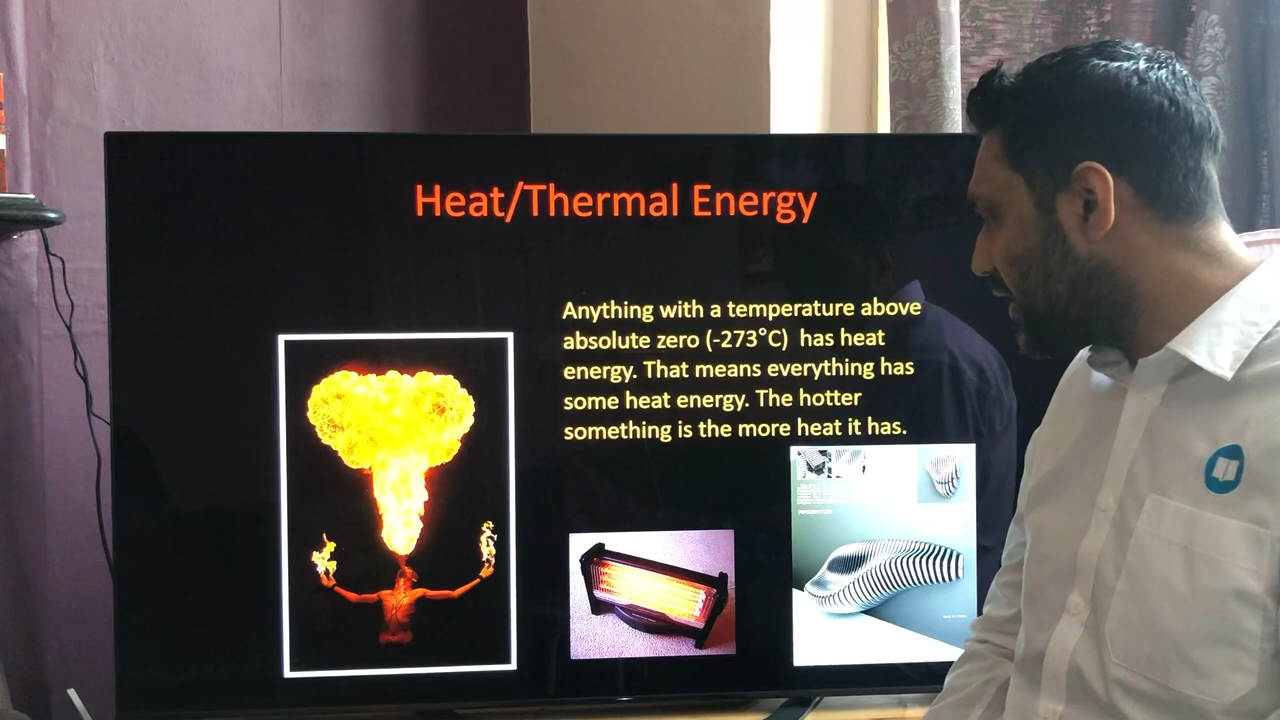 Heat/Thermal Energy
Anything with a temperature above
absolute zero (-273°C) has heat
energy. That means everything has
some heat energy. The hotter
something is the more heat it has.